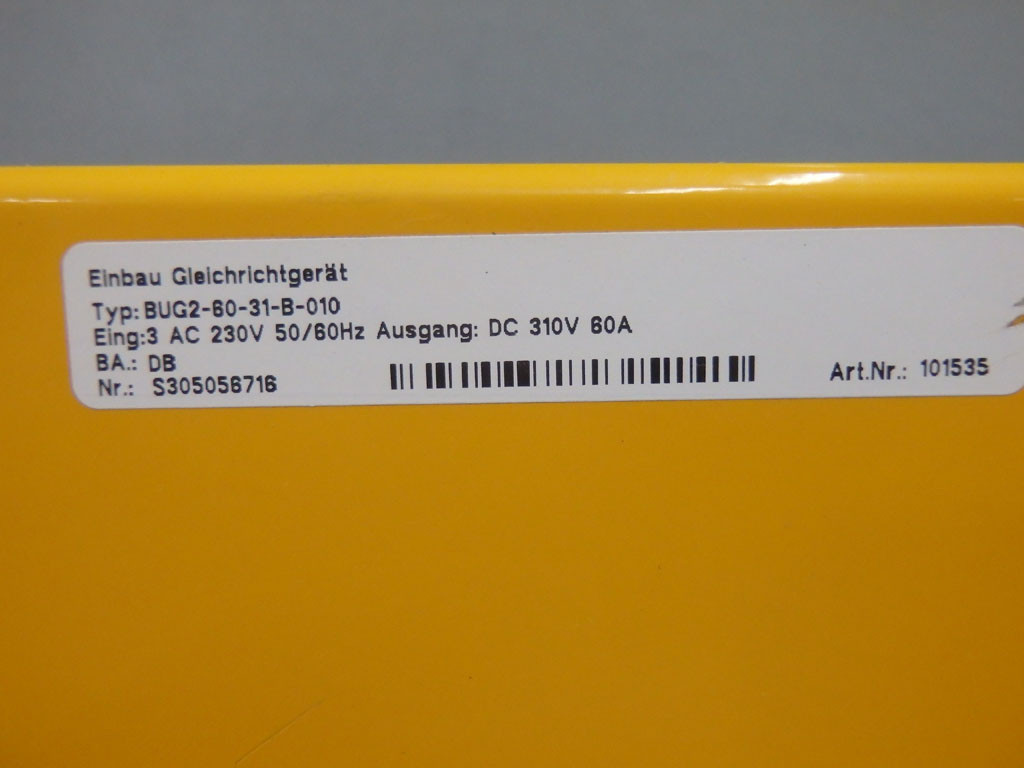 Einbau Gleichrichtgerät
Typ: BUG2-60-31-B-010
Eing:3 AC 230V 50/60Hz Ausgang: DC 310V 60A
BA.: DB
Nr.: S305056716
Art.Nr.: 101535